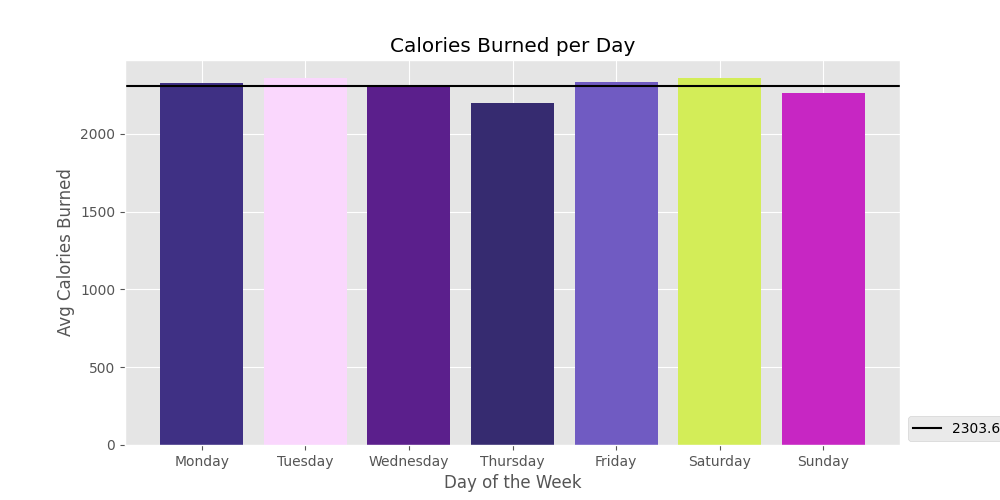 Calories Burned per Day
Avg Calories Burned
2000
1500
1000
500
0
Monday Tuesday Wednesday Thursday Friday Saturday Sunday
Day of the Week
2303.6